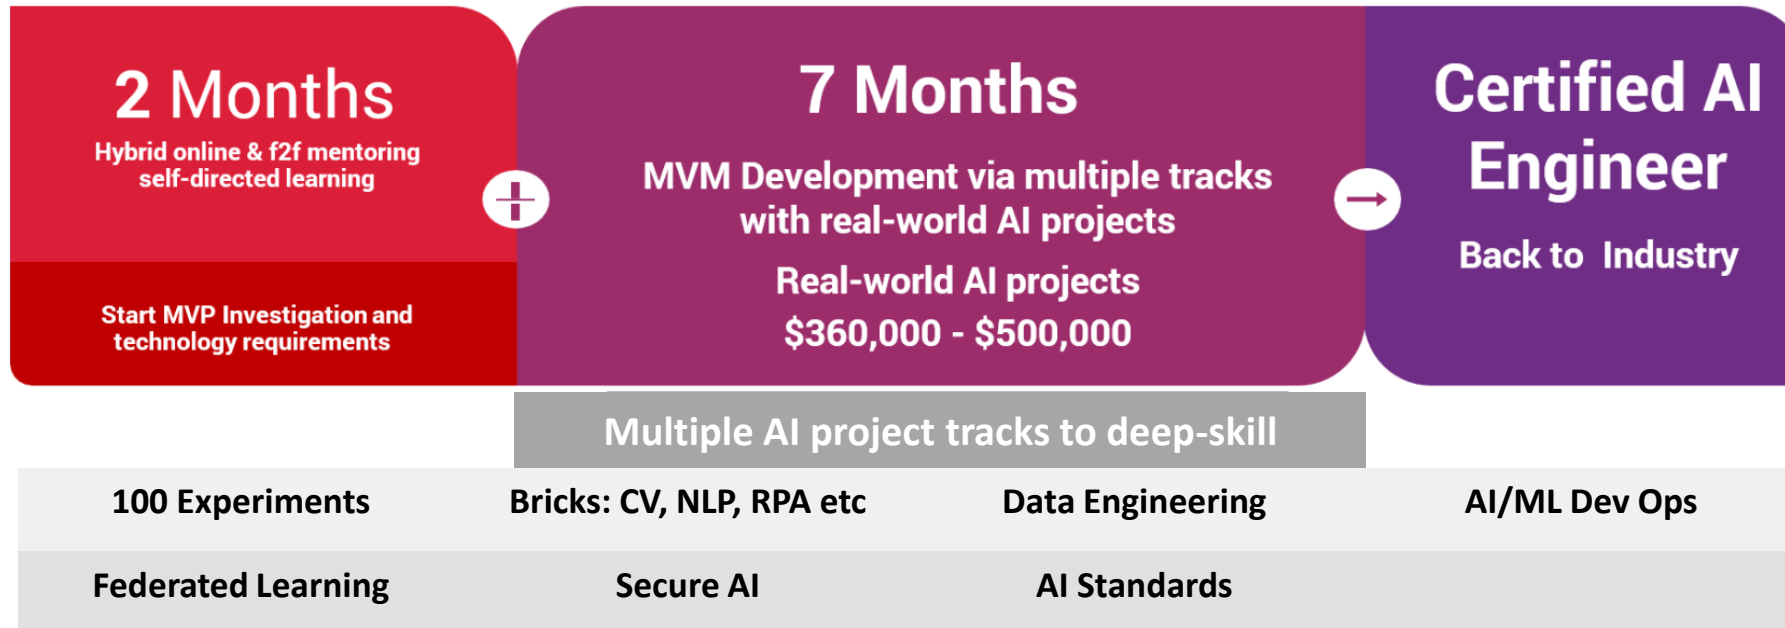 2 Months
Hybrid online & f2f mentoring
self-directed learning
Start MVP Investigation and
technology requirements
7 Months
MVM Development via multiple tracks
with real-world AI projects
Real-world AI projects
$360,000 - $500,000
Certified AI
Engineer
Back to Industry
Multiple AI project tracks to deep-skill
100 Experiments
Bricks: CV, NLP, RPA etc
Data Engineering
AI/ML Dev Ops
Federated Learning
Secure AI
AI Standards